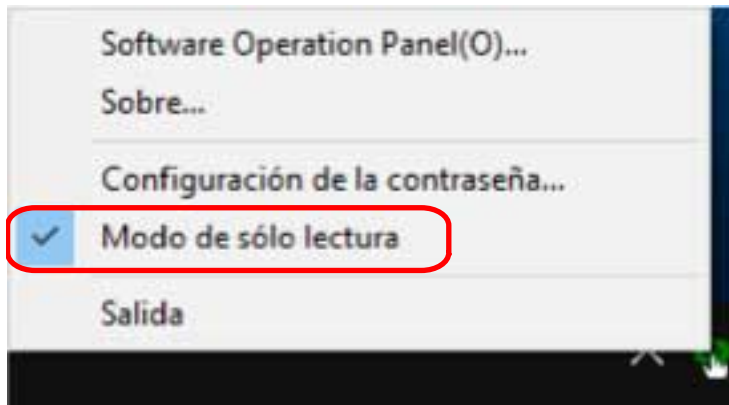 Software Operation Panel(O)...
Sobre...
Configuración de la contraseña...
Modo de sólo lectura
Salida